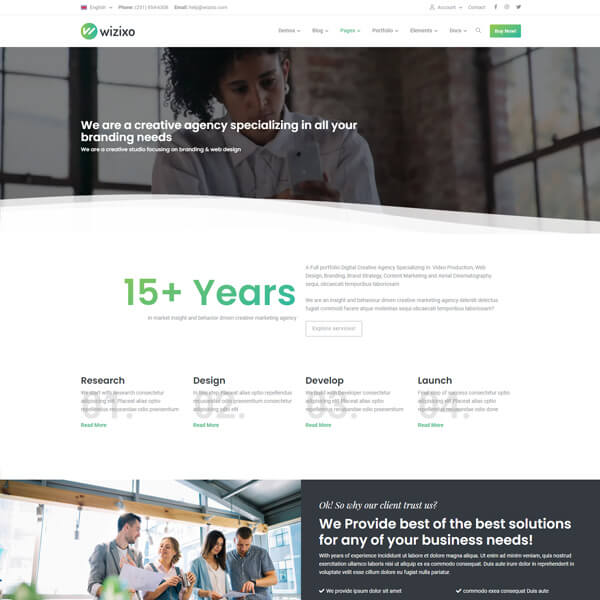 English Phone: (251) 854-6308 Email: help@wizixo.com Account Contact
wizixo Demos Blog Pages Portfolio Elements Docs Buy Now!
We are a creative agency specializing in all your
branding needs
We are a creative studio focusing on branding & web design
15+ Years
in market insight and behavior driven creative marketing agency
A Full portfolio Digital Creative Agency Specializing in: Video Production, Web
Design, Branding, Brand Strategy, Content Marketing and Aerial Cinematography
sequi, obcaecati temporibus laboriosam
We are an insight and behaviour driven creative marketing agency deleniti delectus
fugiat commodi facere atque molestias sequi obcaecati temporibus laboriosam?
Explore services!
Research
01.
We start with Research consectetur
adipisicing elit. Placeat alias optio
repellendus recusandae odio praesentium
Read More
Design
02.
In this step Placeat alias optio repellendus
recusandae odio praesentium consectetur
adipisicing odio elit
Read More
Develop
03.
We build with Developer consectetur
adipisicing elit. Placeat alias optio
repellendus recusandae odio praesentium
Read More
Launch
04.
Final step of success consectetur optio
adipisicing elit. Placeat alias optio
repellendus recusandae odio done
Read More
Ok! So why our client trust us?
We Provide best of the best solutions
for any of your business needs!
With years of experience incididunt ut labore et dolore magna aliqua. Ut enim ad minim veniam, quis nostrud
exercitation ullamco laboris nisi ut aliquip ex ea commodo consequat. Duis aute irure dolor in reprehenderit in
voluptate velit esse cillum dolore eu fugiat nulla pariatur.
We provide ipsum dolor sit amet commodo exea consequat Duis aute